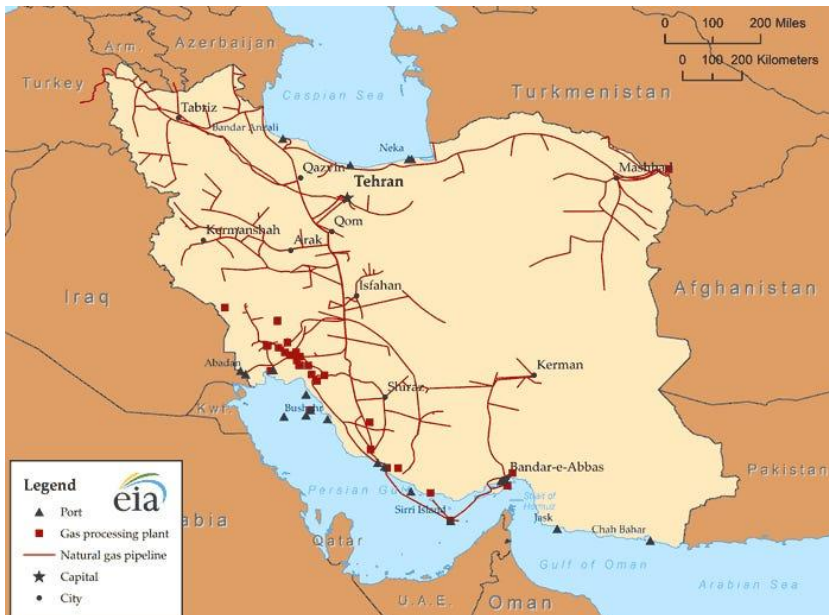 0 100 200 Miles
0 100 200 Kilometers
Arm.
Azerbaijan
Turkey
Caspian Sea
Turkmenistan
Tabriz
Bandar Anzali
Neka
Qazvin
Mashhad
Tehran
Qom
Kermanshah
Arak
Iraq
Isfahan
Afghanistan
Abadan
Kerman
Shiraz
Kwr.
Bushehr
Bandar-e-Abbas
Pakistan
Persian Gulf
Strait of
Hormuz
Sirri Island
Jask
Chah Bahar
Qatar
Gulf of Oman
Arabian Sea
U.A.E.
Oman
Legend
eia
Port
Gas processing plant
Natural gas pipeline
Capital
City
abia